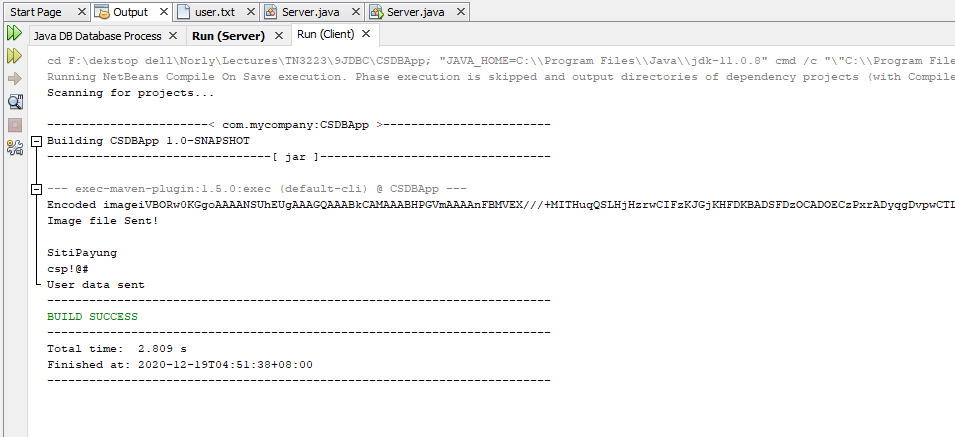 Start Page Output user.txt Server.java Server.java
Java DB Database Process Run (Server) Run (Client)
cd F:\dekstop dell\Norly\Lectures\TN3223\9JDBC\CSDBApp; "JAVA_HOME=C:\\Program Files\\Java\\jdk-11.0.8" cmd /c "\"C:\\Program File
Running NetBeans Compile On Save execution. Phase execution is skipped and output directories of dependency projects (with Compile
Scanning for projects...
-----------------------< com.mycompany:CSDBApp >------------------------
Building CSDBApp 1.0-SNAPSHOT
--------------------------------[ jar ]---------------------------------
--- exec-maven-plugin:1.5.0:exec (default-cli) @ CSDBApp ---
Encoded imageiVBORw0KGgoAAAANSUhEUgAAAGQAAABkCAMAAABHPGVmAAAAnFBMVEX///+MITHuqQSLHjHzrwCIFzKJGjKHFDKBADSFDzOCADOECzPxrADyqgDvpwCTL
Image file Sent!
SitiPayung
csp!@#
User data sent
------------------------------------------------------------------------
BUILD SUCCESS
------------------------------------------------------------------------
Total time:  2.809 s
Finished at: 2020-12-19T04:51:38+08:00
------------------------------------------------------------------------